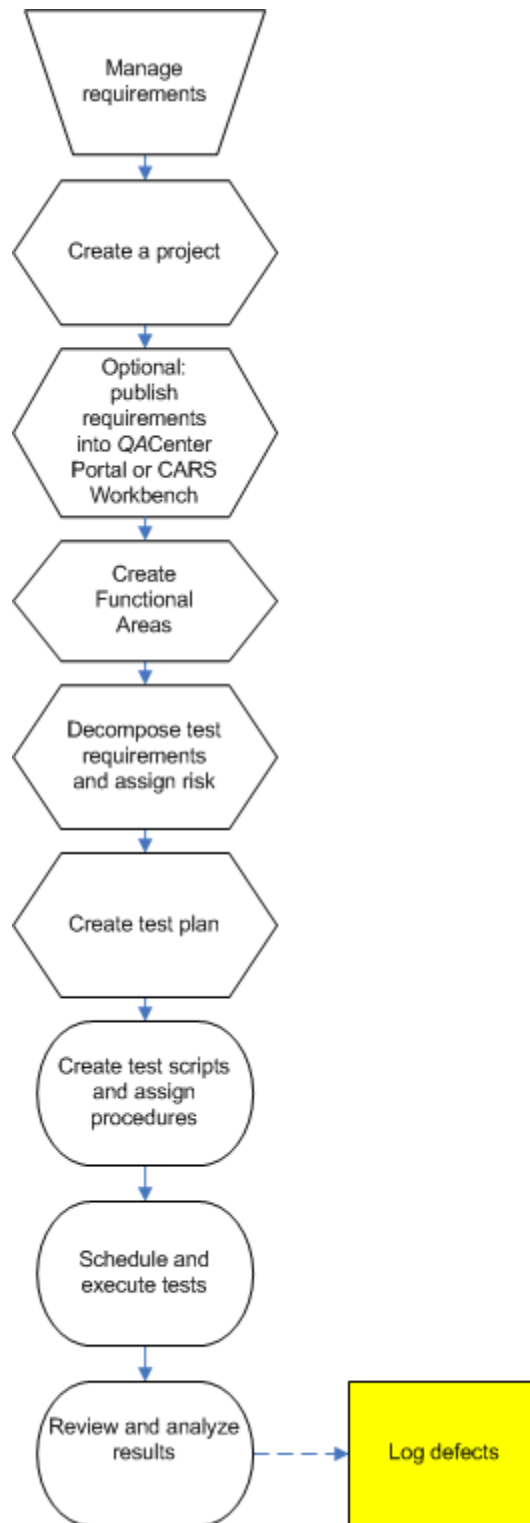 Manage
requirements
Create a project
Optional:
publish
requirements
into QACenter
Portal or CARS
Workbench
Create
Functional
Areas
Decompose test
requirements
and assign risk
Create test plan
Create test scripts
and assign
procedures
Schedule and
execute tests
Review and analyze
results
Log defects